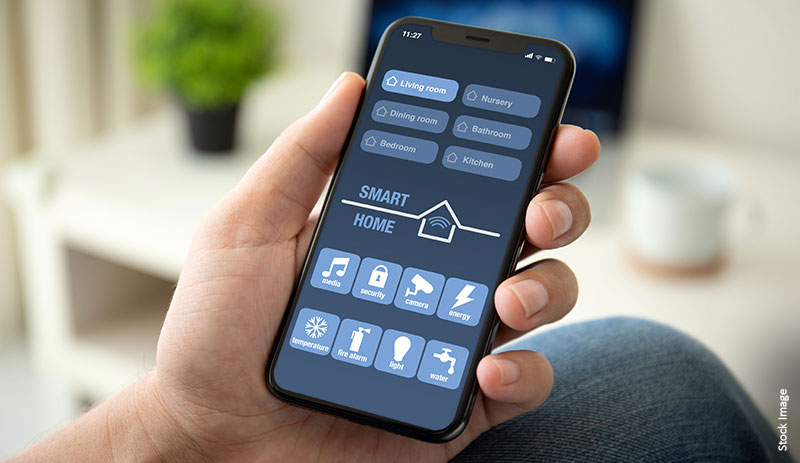 11:27
Living room
Nursery
Dining room
Bathroom
Bedroom
Kitchen
SMART
HOME
media
security
camera
energy
temperature
fire alarm
light
water
Stock Image